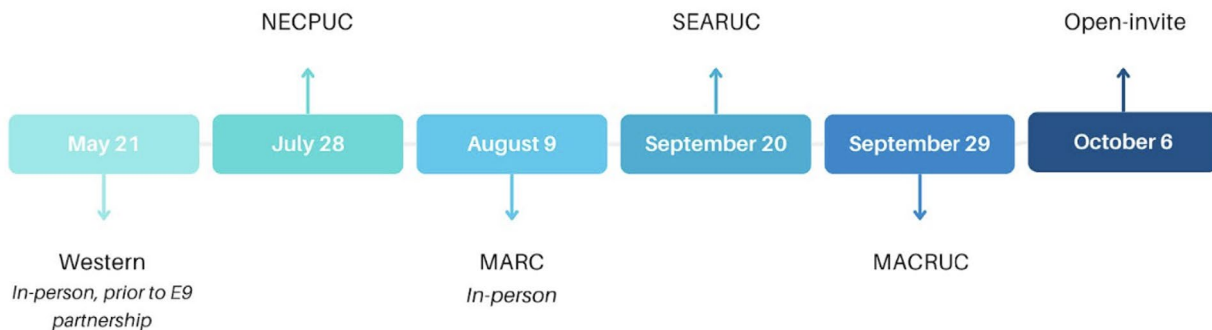 NECPUC
SEARUC
Open-invite
May 21
July 28
August 9
September 20
September 29
October 6
Western
In-person, prior to E9
partnership
MARC
In-person
MACRUC